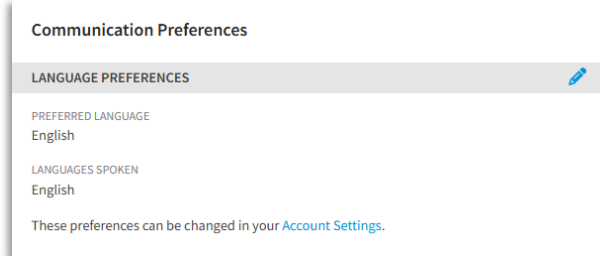 Communication Preferences
LANGUAGE PREFERENCES
PREFERRED LANGUAGE
English
LANGUAGES SPOKEN
English
These preferences can be changed in your Account Settings.